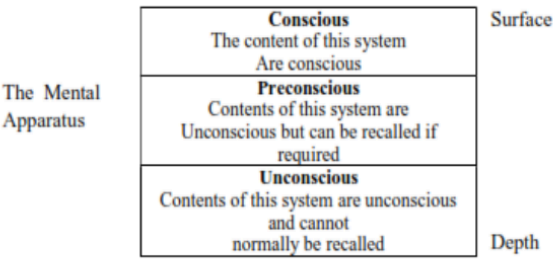 Conscious
Surface
The content of this system
Are conscious
The Mental
Apparatus
Preconscious
Contents of this system are
Unconscious but can be recalled if
required
Unconscious
Contents of this system are unconscious
and cannot
normally be recalled
Depth